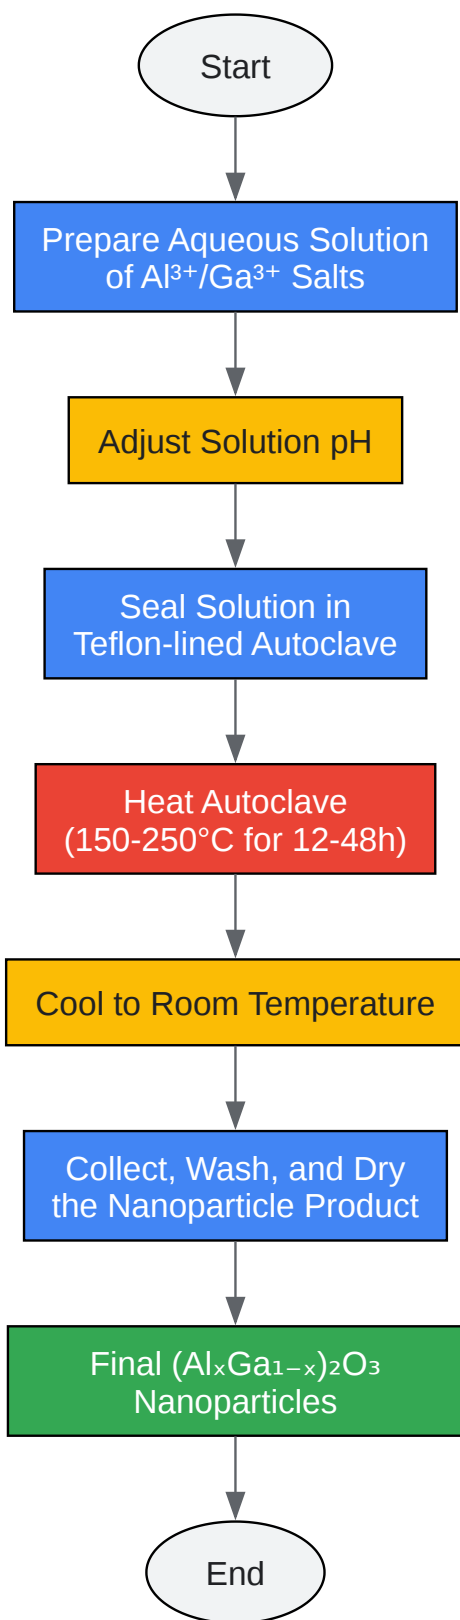 Start
Prepare Aqueous Solution
of Al³⁺/Ga³⁺ Salts
Adjust Solution pH
Seal Solution in
Teflon-lined Autoclave
Heat Autoclave
(150-250°C for 12-48h)
Cool to Room Temperature
Collect, Wash, and Dry
the Nanoparticle Product
Final (AlₓGa₁₋ₓ)₂O₃
Nanoparticles
End